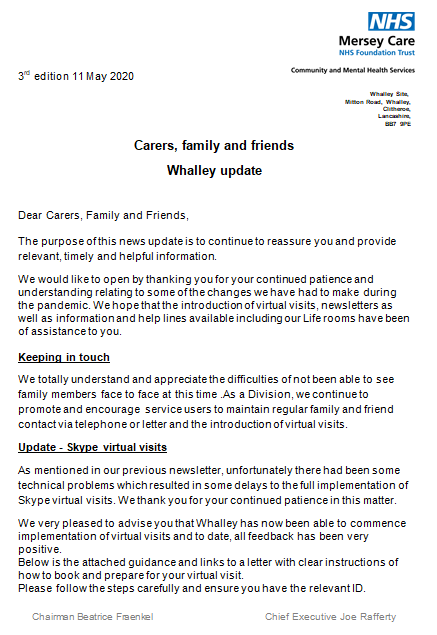 NHS
Mersey Care
NHS Foundation Trust
3rd edition 11 May 2020
Community and Mental Health Services
Whalley Site,
Mitton Road, Whalley,
Clitheroe,
Lancashire,
BB7 9PE
Carers, family and friends
Whalley update
Dear Carers, Family and Friends,
The purpose of this news update is to continue to reassure you and provide
relevant, timely and helpful information.
We would like to open by thanking you for your continued patience and
understanding relating to some of the changes we have had to make during
the pandemic. We hope that the introduction of virtual visits, newsletters as
well as information and help lines available including our Life rooms have been
of assistance to you.
Keeping in touch
We totally understand and appreciate the difficulties of not been able to see
family members face to face at this time .As a Division, we continue to
promote and encourage service users to maintain regular family and friend
contact via telephone or letter and the introduction of virtual visits.
Update - Skype virtual visits
As mentioned in our previous newsletter, unfortunately there had been some
technical problems which resulted in some delays to the full implementation of
Skype virtual visits. We thank you for your continued patience in this matter.
We very pleased to advise you that Whalley has now been able to commence
implementation of virtual visits and to date, all feedback has been very
positive.
Below is the attached guidance and links to a letter with clear instructions of
how to book and prepare for your virtual visit.
Please follow the steps carefully and ensure you have the relevant ID.
Chairman Beatrice Fraenkel
Chief Executive Joe Rafferty